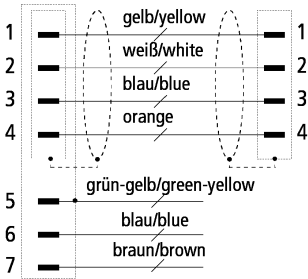 gelb/yellow
1 1
weiß/white
2 2
blau/blue
3 3
orange
4 4
grün-gelb/green-yellow
5
blau/blue
6
braun/brown
7